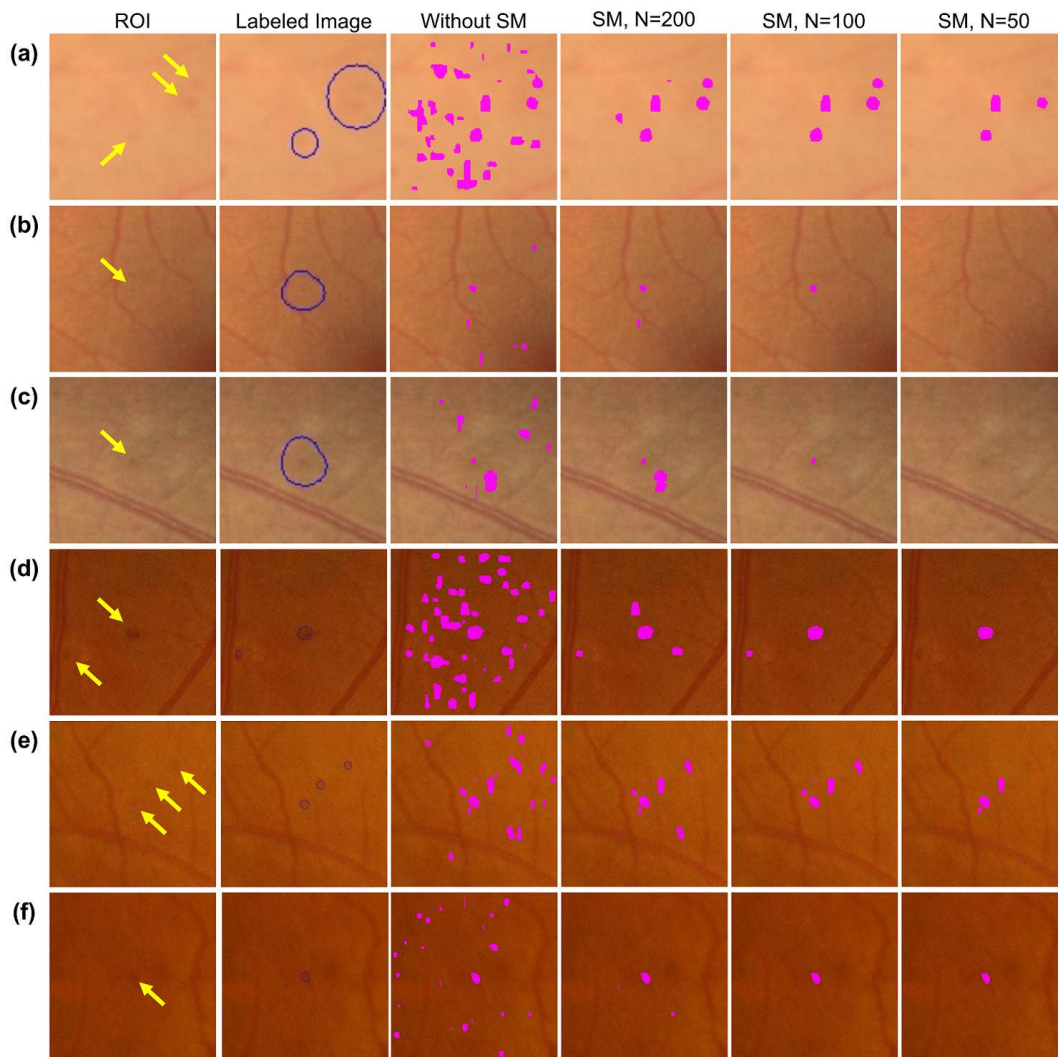 ROI Labeled Image Without SM SM, N=200 SM, N=100 SM, N=50
(a)
(b)
(c)
(d)
(e)
(f)